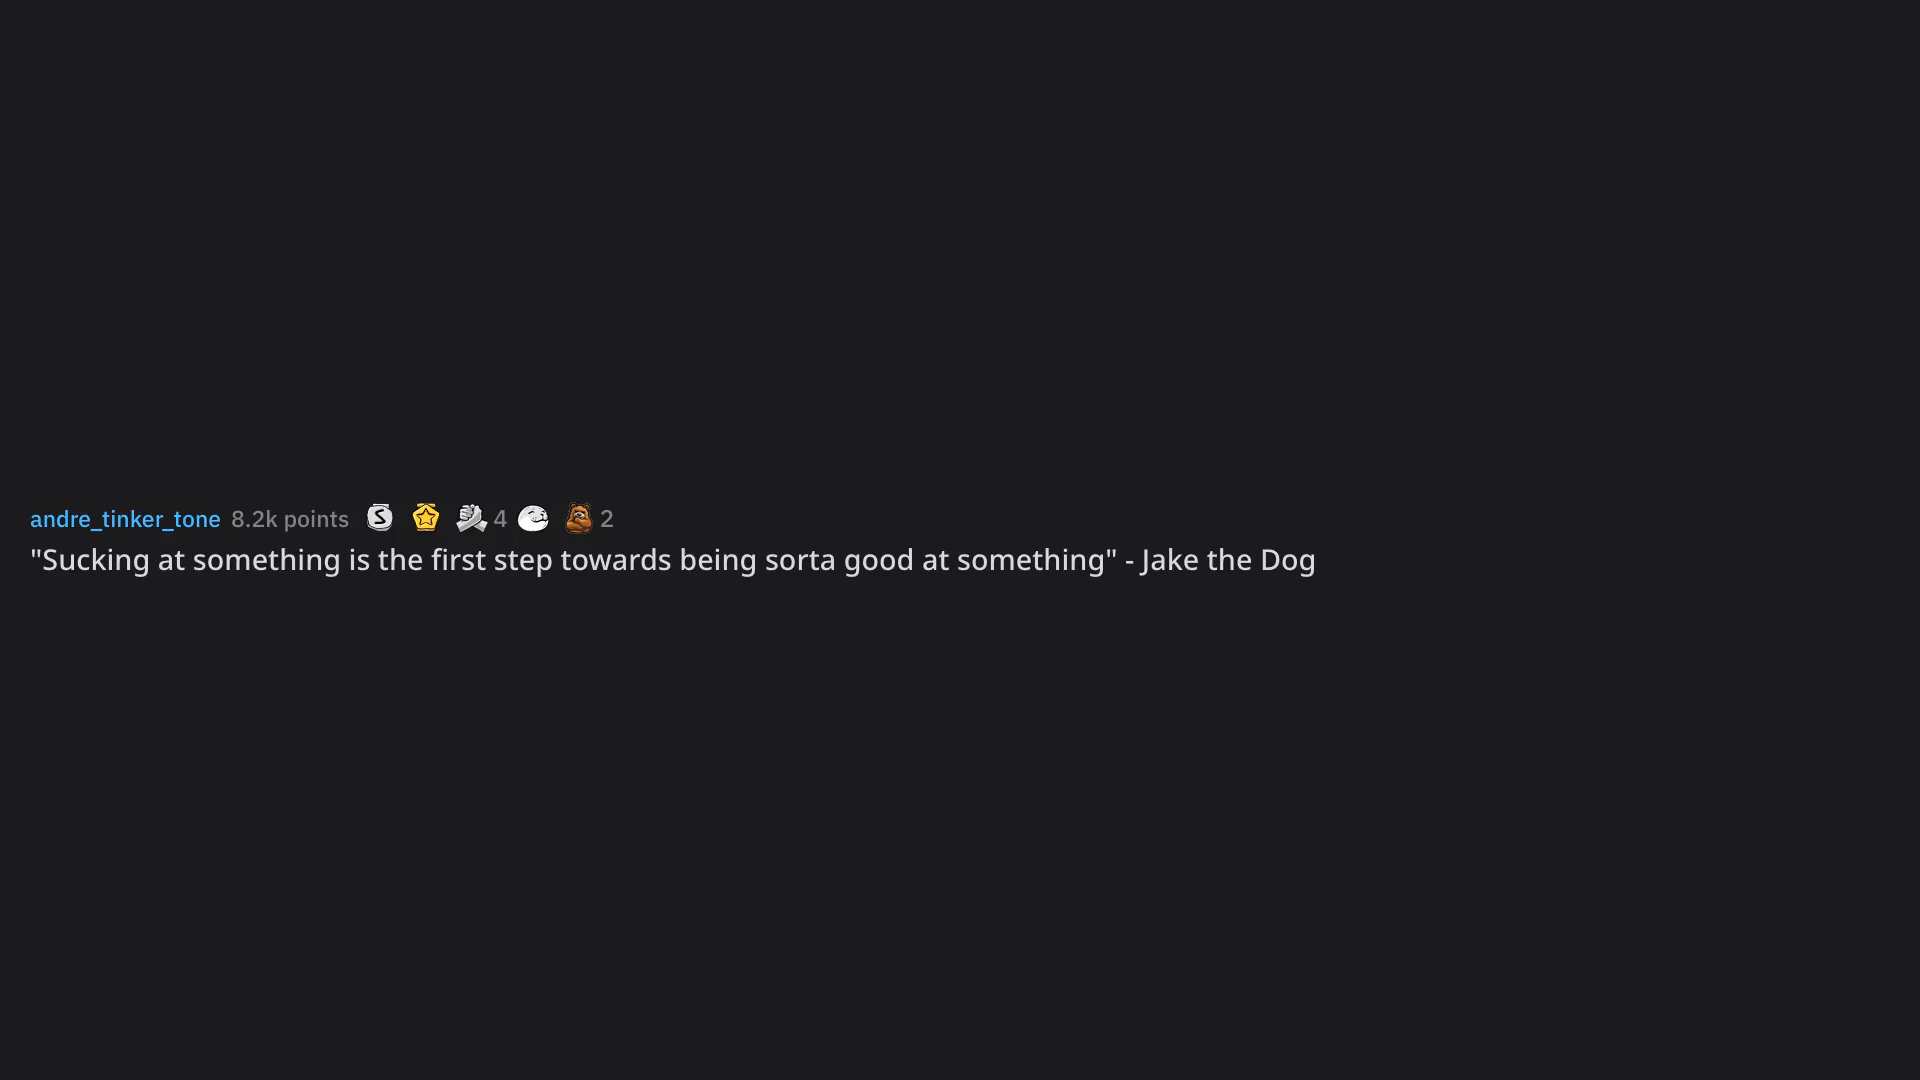 andre_tinker_tone 8.2k points S 4 2
"Sucking at something is the first step towards being sorta good at something" - Jake the Dog